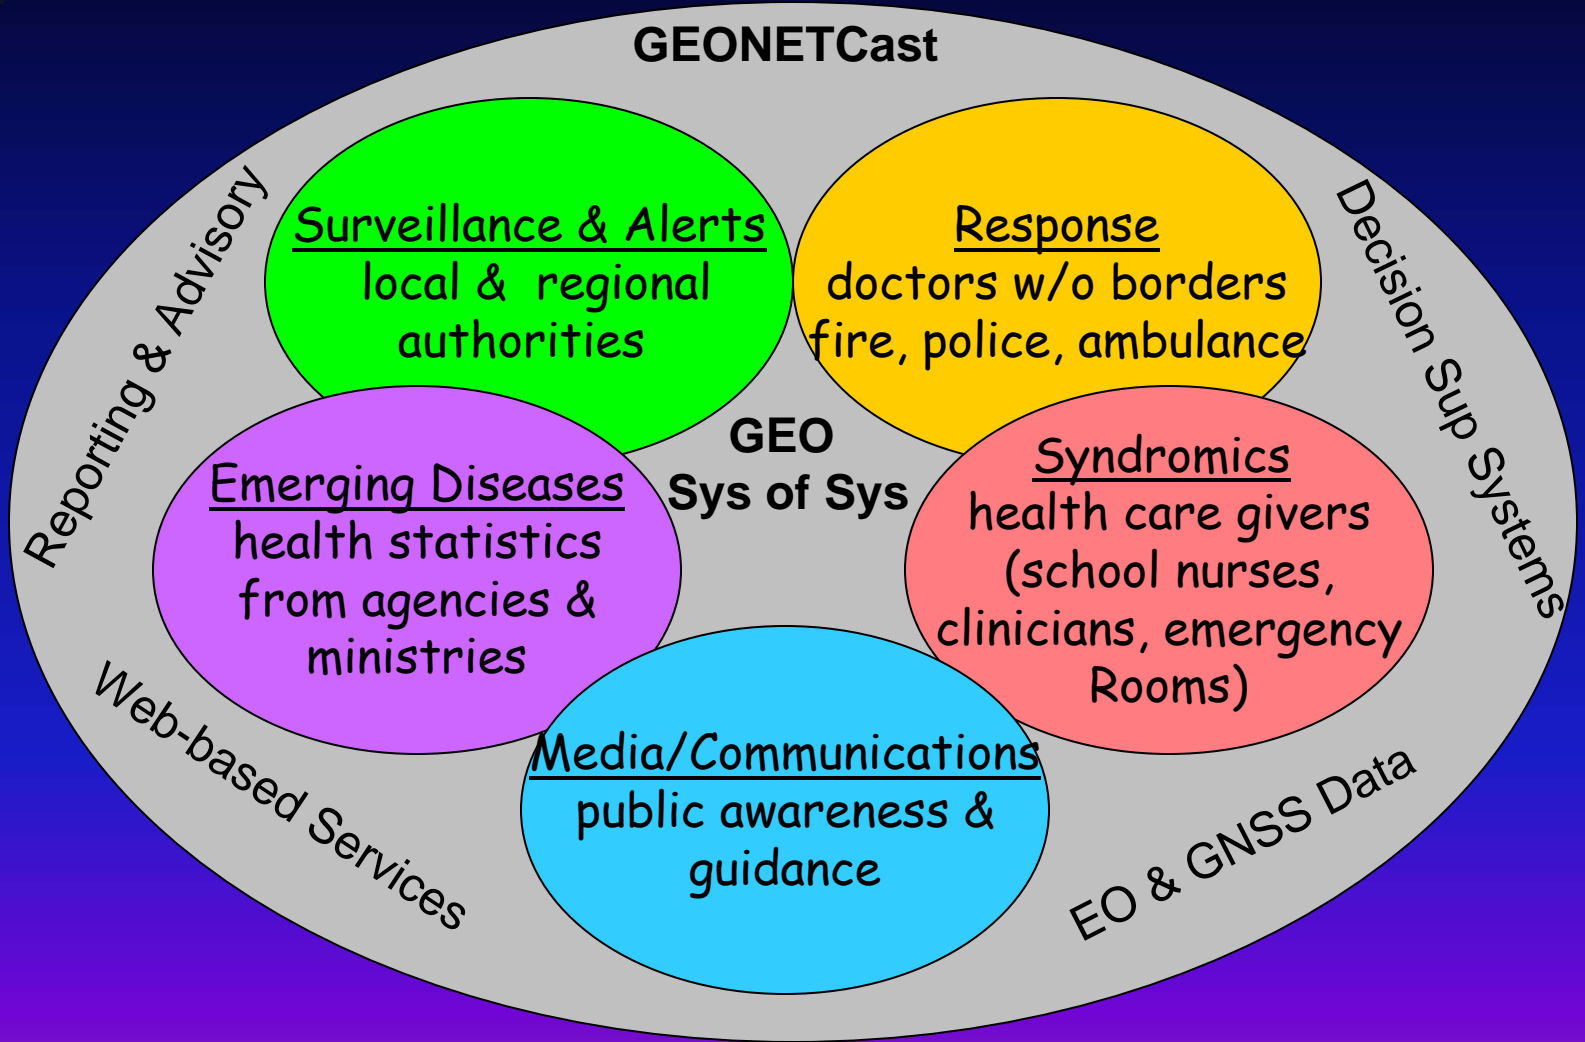 GEONETCast
Reporting & Advisory
Surveillance & Alerts
local & regional
authorities
Response
doctors w/o borders
fire, police, ambulance
Decision Sup Systems
GEO
Sys of Sys
Emerging Diseases
health statistics
from agencies &
ministries
Syndromics
health care givers
(school nurses,
clinicians, emergency
Rooms)
Media/Communications
public awareness &
guidance
Web-based Services
EO & GNSS Data